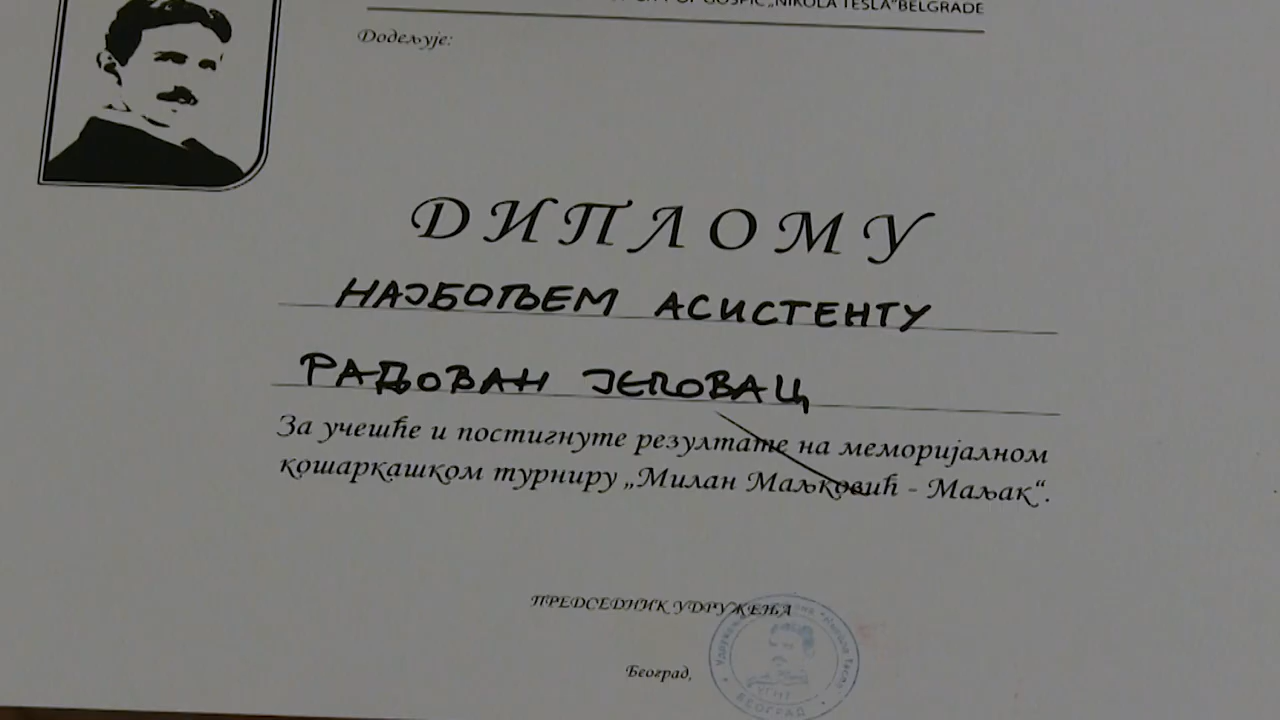 OF GOSPIĆ „NIKOLA TESLA“BELGRADE
Додељује:
ДИПЛОМУ
НАЈБОЉЕМ АСИСТЕНТУ
РАДОВАН ЈЕЛОВАЦ
За учешће и постигнуте резултате на меморијалном
кошаркашком турниру „Милан Маљковић - Маљак“.
ПРЕДСЕДНИК УДРУЖЕЊА
Београд,
БЕОГРАД